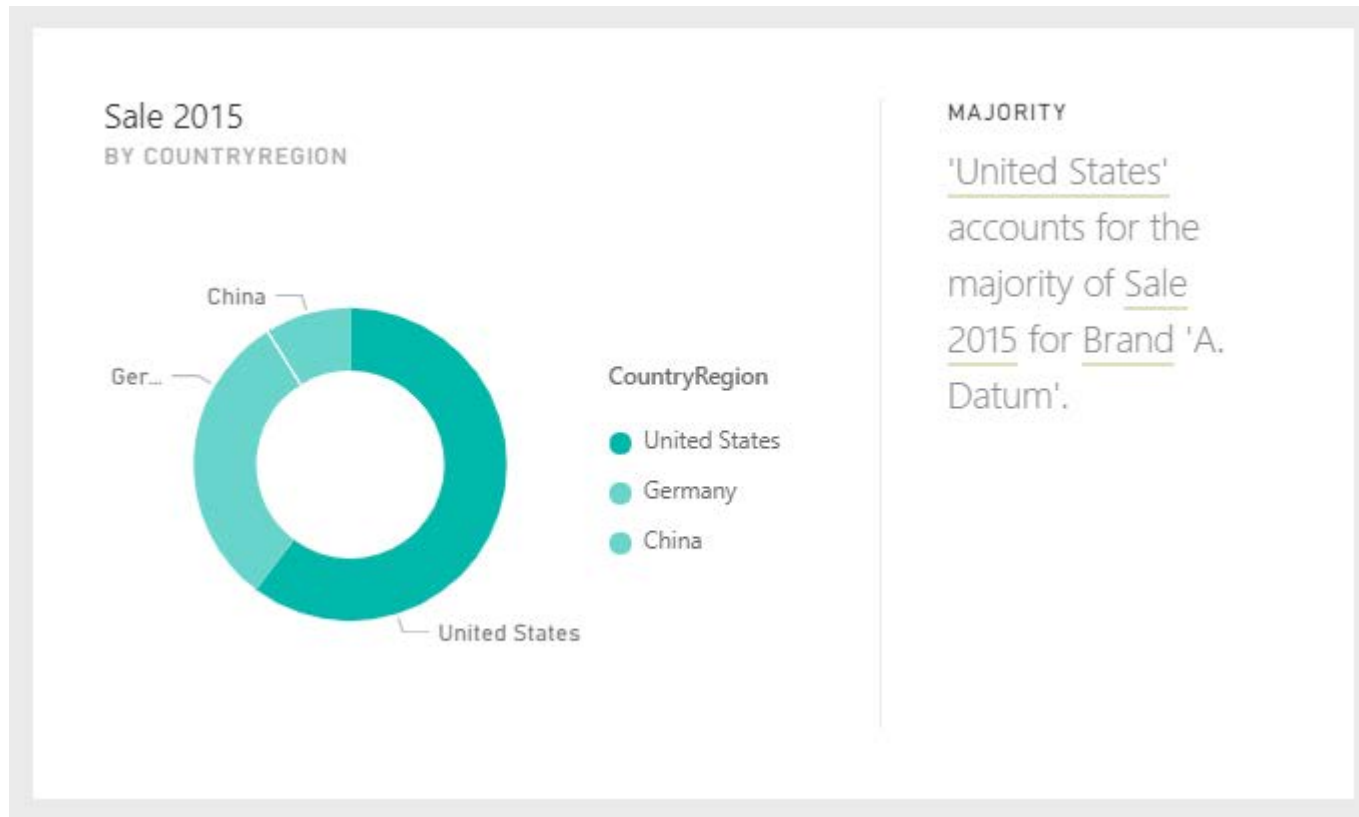 Sale 2015
BY COUNTRYREGION
China
Ger...
United States
CountryRegion
United States
Germany
China
MAJORITY
'United States'
accounts for the
majority of Sale
2015 for Brand 'A.
Datum'.